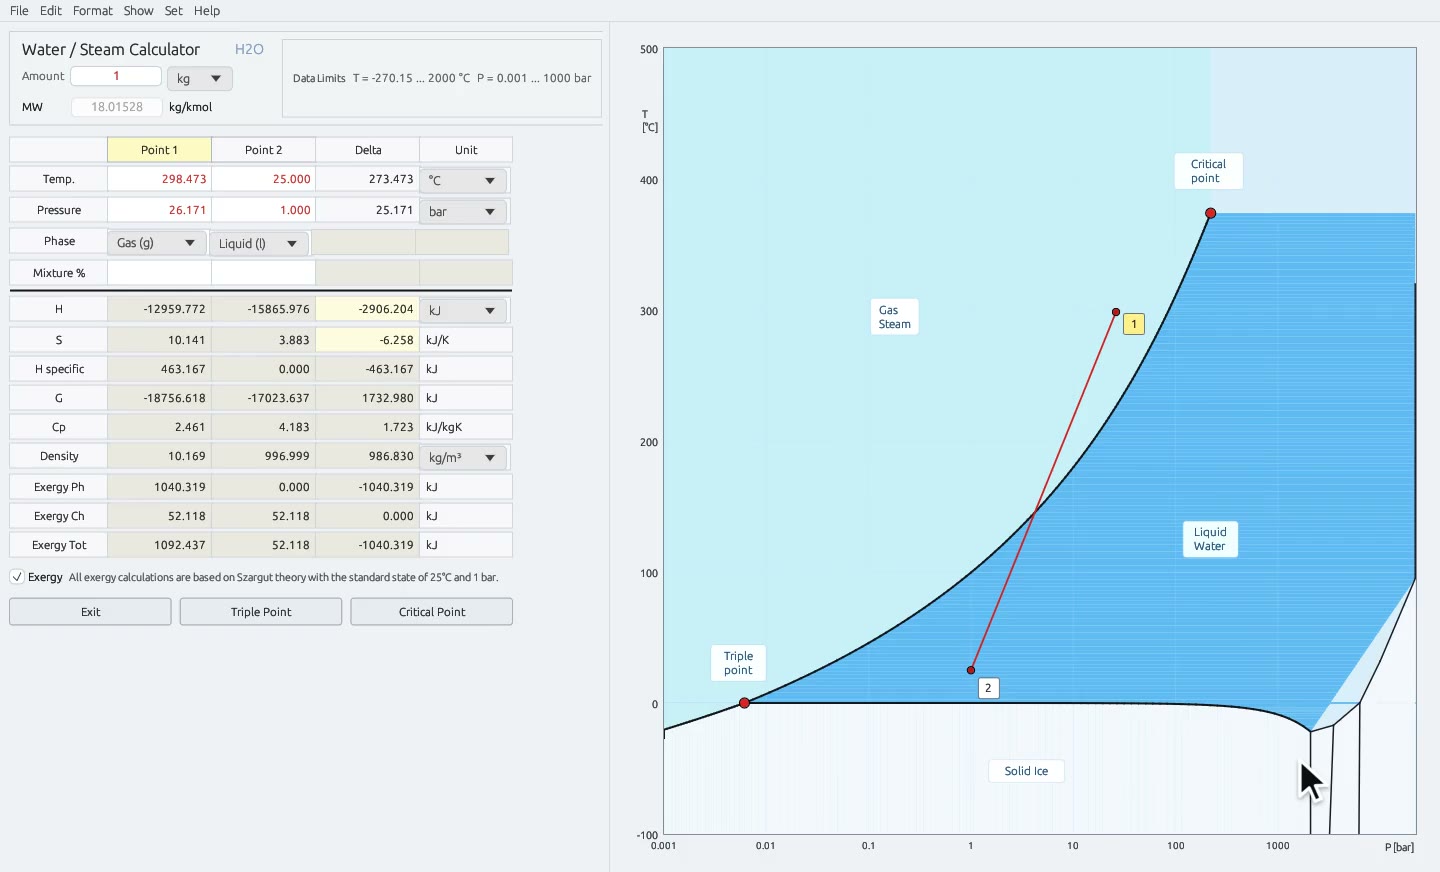 File Edit Format Show Set Help
Water / Steam Calculator H2O
Amount 1 kg
MW 18.01528 kg/kmol
Data Limits T = -270.15 ... 2000 °C P = 0.001 ... 1000 bar
Point 1 Point 2 Delta Unit
Temp. 298.473 25.000 273.473 °C
Pressure 26.171 1.000 25.171 bar
Phase Gas (g) Liquid (l)
Mixture %
H -12959.772 -15865.976 -2906.204 kJ
S 10.141 3.883 -6.258 kJ/K
H specific 463.167 0.000 -463.167 kJ
G -18756.618 -17023.637 1732.980 kJ
Cp 2.461 4.183 1.723 kJ/kgK
Density 10.169 996.999 986.830 kg/m³
Exergy Ph 1040.319 0.000 -1040.319 kJ
Exergy Ch 52.118 52.118 0.000 kJ
Exergy Tot 1092.437 52.118 -1040.319 kJ
Exergy All exergy calculations are based on Szargut theory with the standard state of 25°C and 1 bar.
Exit Triple Point Critical Point
500
T
[°C]
Critical
point
400
300
Gas
Steam
1
200
Liquid
Water
100
Triple
point
2
0
Solid Ice
-100
0.001 0.01 0.1 1 10 100 1000 P [bar]